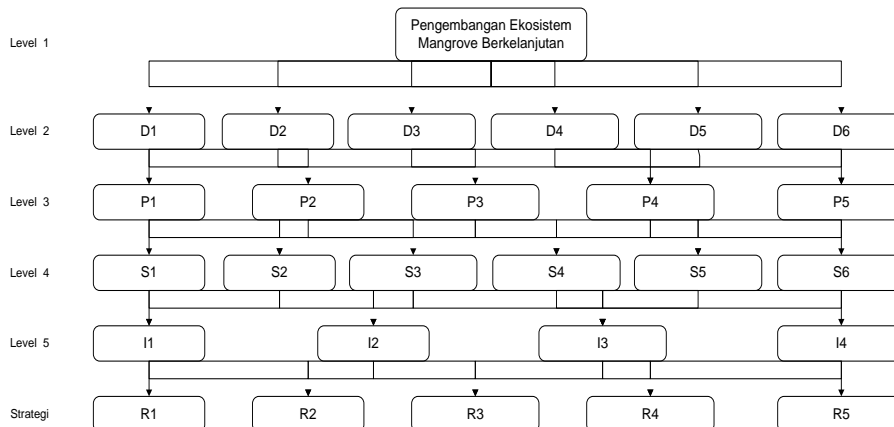 Pengembangan Ekosistem
Mangrove Berkelanjutan
Level 1
Level 2
D1 D2 D3 D4 D5 D6
Level 3
P1 P2 P3 P4 P5
Level 4
S1 S2 S3 S4 S5 S6
Level 5
I1 I2 I3 I4
Strategi
R1 R2 R3 R4 R5